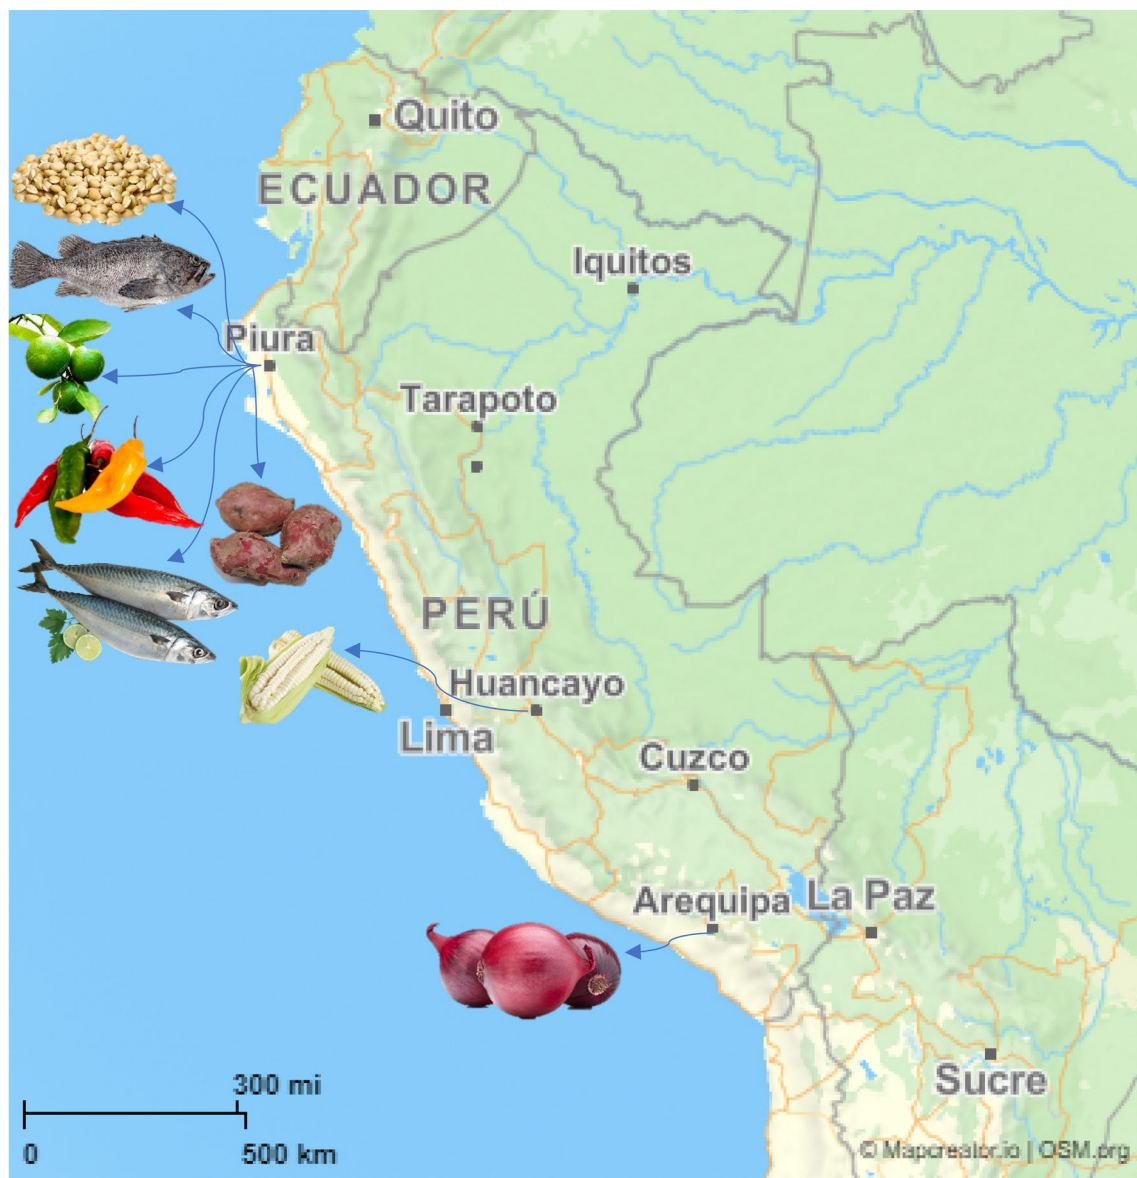 Quito
ECUADOR
Iquitos
Piura
Tarapoto
PERÚ
Huancayo
Lima
Cuzco
Arequipa
La Paz
Sucre
300 mi
0
500 km
© Mapcreator.io | OSM.org